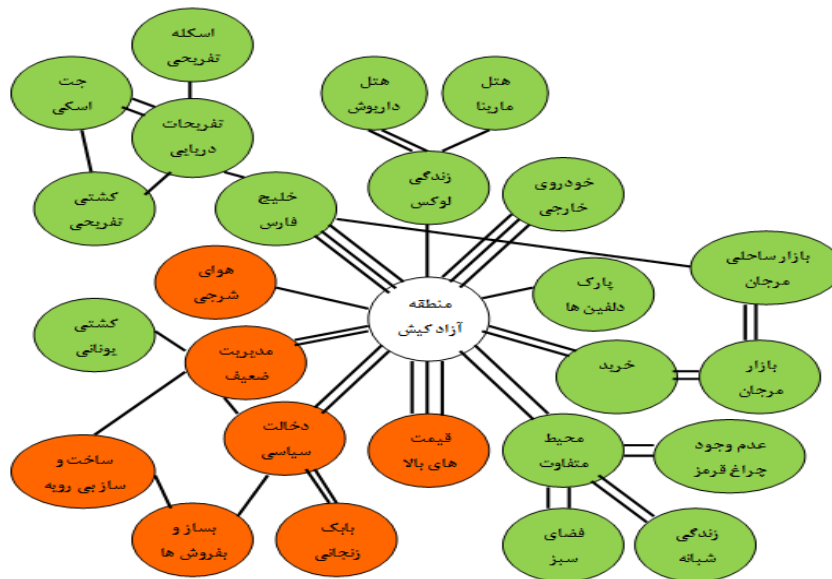 اسکله
تفریحی
جت
اسکی
تفریحات
دریایی
کشتی
تفریحی
خلیج
فارس
هتل
داریوش
هتل
مارینا
زندگی
لوکس
خودروی
خارجی
بازار ساحلی
مرجان
پارک
دلفین ها
هوای
شرجی
منطقه
آزاد کیش
کشتی
یونانی
مدیریت
ضعیف
خرید
بازار
مرجان
دخالت
سیاسی
قیمت
های بالا
محیط
متفاوت
عدم وجود
چراغ قرمز
ساخت و
ساز بی رویه
بساز و
بفروش ها
بابک
زنجانی
فضای
سبز
زندگی
شبانه